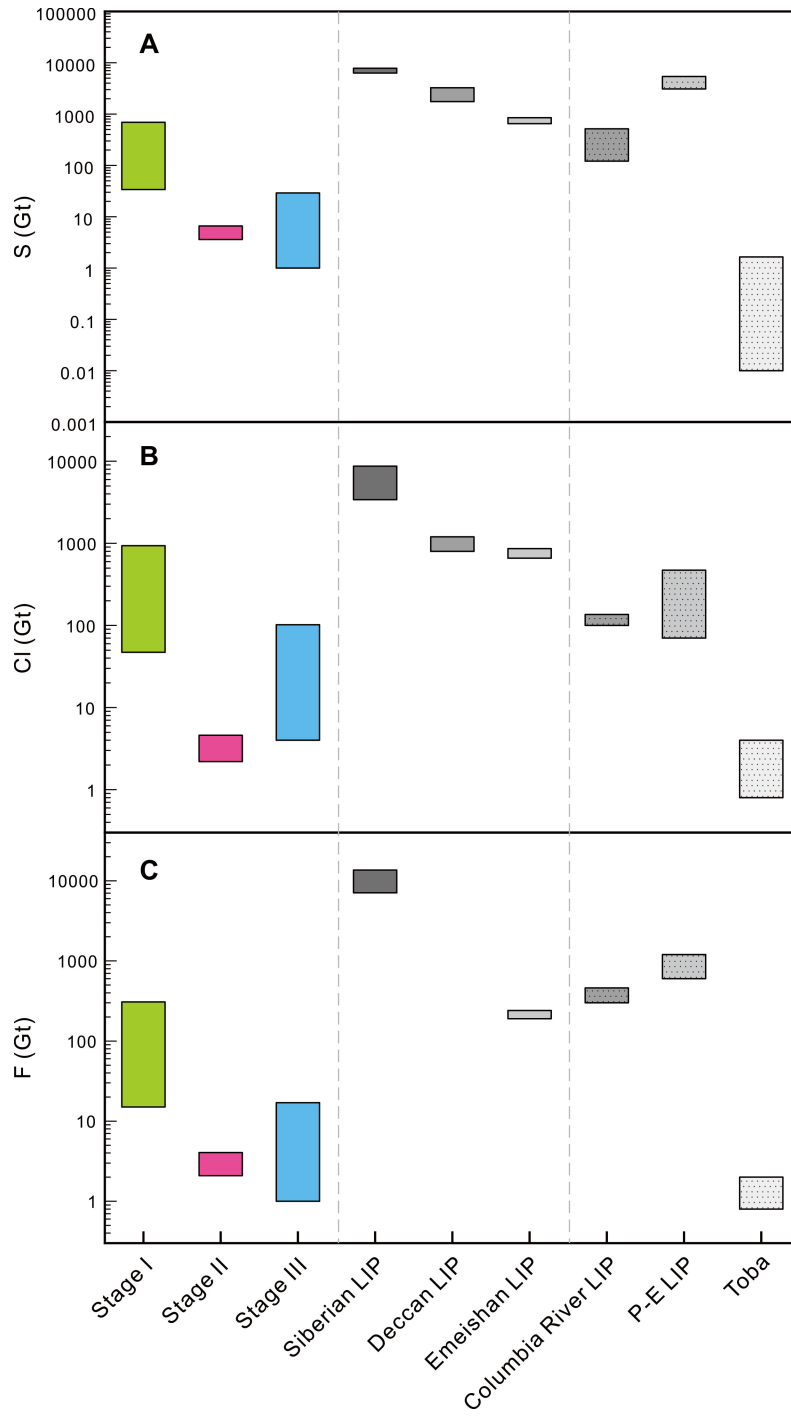 A
S (Gt)
100000
10000
1000
100
10
1
0.1
0.01
0.001
B
Cl (Gt)
10000
1000
100
10
1
C
F (Gt)
10000
1000
100
10
1
Stage I
Stage II
Stage III
Siberian LIP
Deccan LIP
Emeishan LIP
Columbia River LIP
P-E LIP
Toba